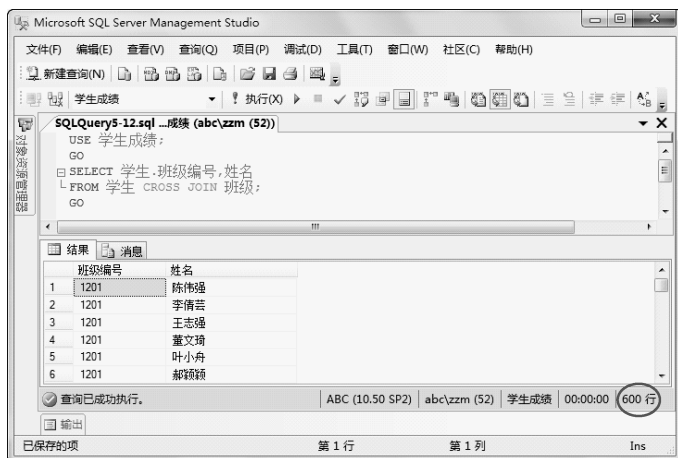 Microsoft SQL Server Management Studio
文件(F) 编辑(E) 查看(V) 查询(Q) 项目(P) 调试(D) 工具(T) 窗口(W) 社区(C) 帮助(H)
新建查询(N)
学生成绩 执行(X)
对象资源管理器
SQLQuery5-12.sql ...成绩 (abc\zzm (52))
USE 学生成绩;
GO
SELECT 学生.班级编号,姓名
FROM 学生 CROSS JOIN 班级;
GO
结果 消息
班级编号 姓名
1 1201 陈伟强
2 1201 李倩芸
3 1201 王志强
4 1201 董文琦
5 1201 叶小舟
6 1201 郝颖颖
查询已成功执行。 ABC (10.50 SP2) abc\zzm (52) 学生成绩 00:00:00 600 行
输出
已保存的项 第 1 行 第 1 列 Ins